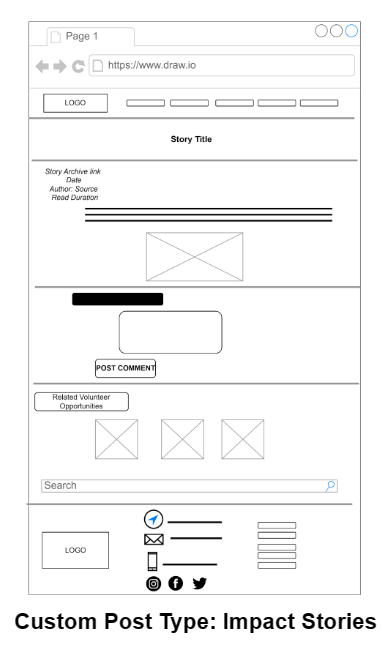 Page 1
https://www.draw.io
LOGO
Story Title
Story Archive link
Date
Author: Source
Read Duration
POST COMMENT
Related Volunteer
Opportunities
Search
LOGO
Custom Post Type: Impact Stories